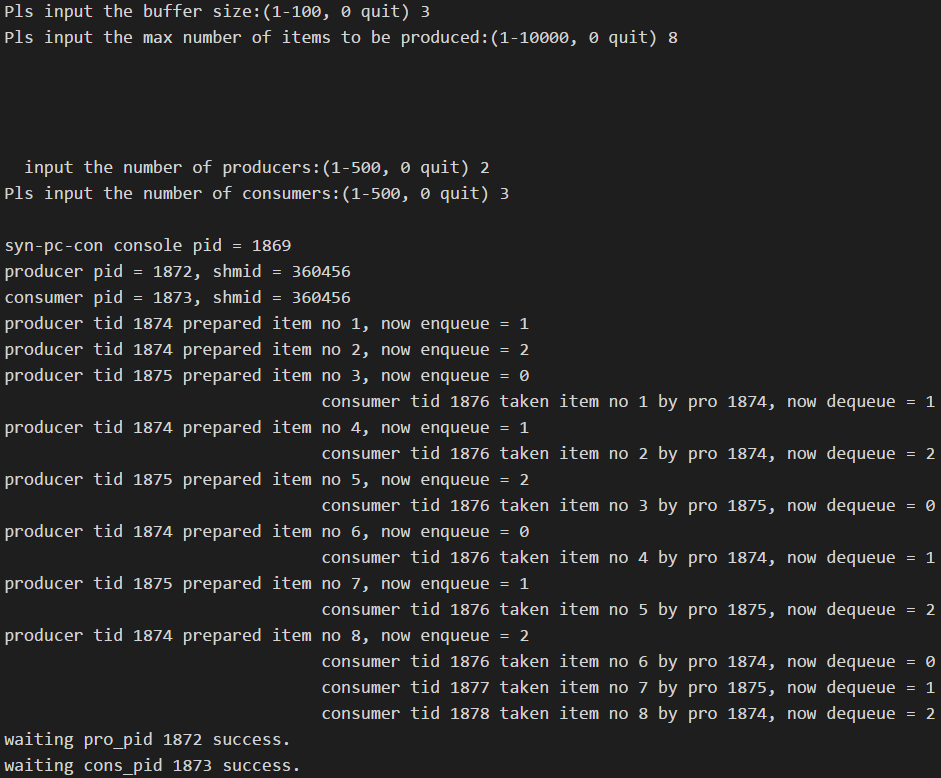 Pls input the buffer size:(1-100, 0 quit) 3
Pls input the max number of items to be produced:(1-10000, 0 quit) 8
input the number of producers:(1-500, 0 quit) 2
Pls input the number of consumers:(1-500, 0 quit) 3
syn-pc-con console pid = 1869
producer pid = 1872, shmid = 360456
consumer pid = 1873, shmid = 360456
producer tid 1874 prepared item no 1, now enqueue = 1
producer tid 1874 prepared item no 2, now enqueue = 2
producer tid 1875 prepared item no 3, now enqueue = 0
consumer tid 1876 taken item no 1 by pro 1874, now dequeue = 1
producer tid 1874 prepared item no 4, now enqueue = 1
consumer tid 1876 taken item no 2 by pro 1874, now dequeue = 2
producer tid 1875 prepared item no 5, now enqueue = 2
consumer tid 1876 taken item no 3 by pro 1875, now dequeue = 0
producer tid 1874 prepared item no 6, now enqueue = 0
consumer tid 1876 taken item no 4 by pro 1874, now dequeue = 1
producer tid 1875 prepared item no 7, now enqueue = 1
consumer tid 1876 taken item no 5 by pro 1875, now dequeue = 2
producer tid 1874 prepared item no 8, now enqueue = 2
consumer tid 1876 taken item no 6 by pro 1874, now dequeue = 0
consumer tid 1877 taken item no 7 by pro 1875, now dequeue = 1
consumer tid 1878 taken item no 8 by pro 1874, now dequeue = 2
waiting pro_pid 1872 success.
waiting cons_pid 1873 success.